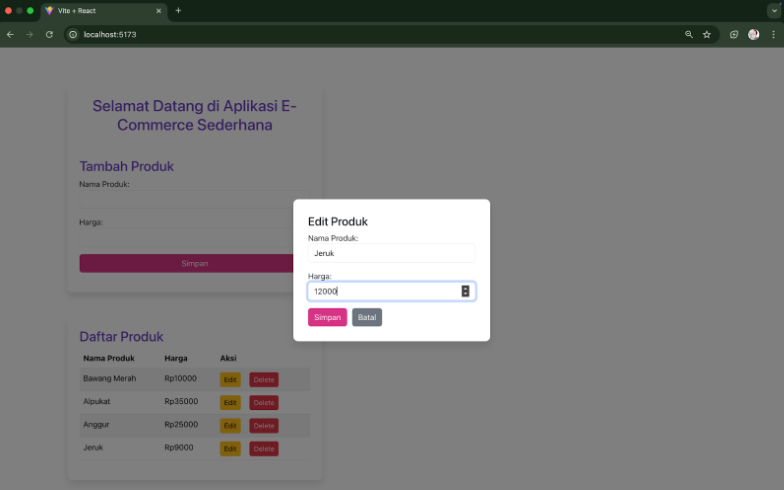 Vite + React
localhost:5173
Selamat Datang di Aplikasi E-
Commerce Sederhana
Tambah Produk
Nama Produk:
Harga:
Simpan
Edit Produk
Nama Produk:
Jeruk
Harga:
12000
Simpan Batal
Daftar Produk
Nama Produk Harga Aksi
Bawang Merah Rp10000 Edit Delete
Alpukat Rp35000 Edit Delete
Anggur Rp25000 Edit Delete
Jeruk Rp9000 Edit Delete